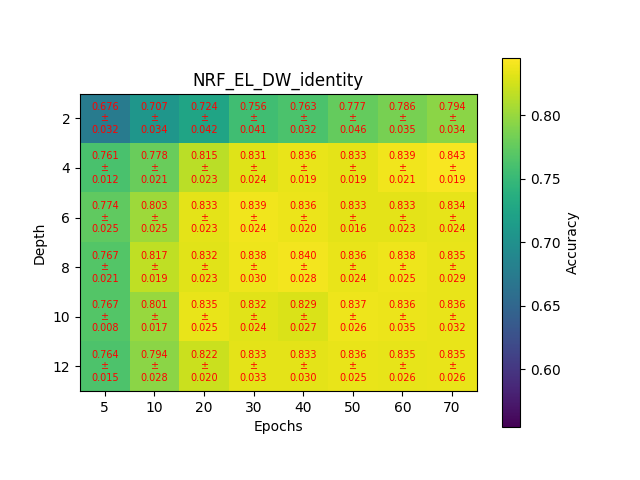 NRF_EL_DW_identity
0.676 0.707 0.724 0.756 0.763 0.777 0.786 0.794
± ± ± ± ± ± ± ±
2
0.032 0.034 0.042 0.041 0.032 0.046 0.035 0.034
0.761 0.778 0.815 0.831 0.836 0.833 0.839 0.843
4 ± ± ± ± ± ± ± ±
0.012 0.021 0.023 0.024 0.019 0.019 0.021 0.019
0.774 0.803 0.833 0.839 0.836 0.833 0.833 0.834
6 ± ± ± ± ± ± ± ±
0.025 0.025 0.023 0.024 0.020 0.016 0.023 0.024
0.767 0.817 0.832 0.838 0.840 0.836 0.838 0.835
8 ± ± ± ± ± ± ± ±
0.021 0.019 0.023 0.030 0.028 0.024 0.025 0.029
0.767 0.801 0.835 0.832 0.829 0.837 0.836 0.836
10 ± ± ± ± ± ± ± ±
0.008 0.017 0.025 0.024 0.027 0.026 0.035 0.032
0.764 0.794 0.822 0.833 0.833 0.836 0.835 0.835
12 ± ± ± ± ± ± ± ±
0.015 0.028 0.020 0.033 0.030 0.025 0.026 0.026
5 10 20 30 40 50 60 70
Epochs
Depth
0.80
0.75
0.70
0.65
0.60
Accuracy